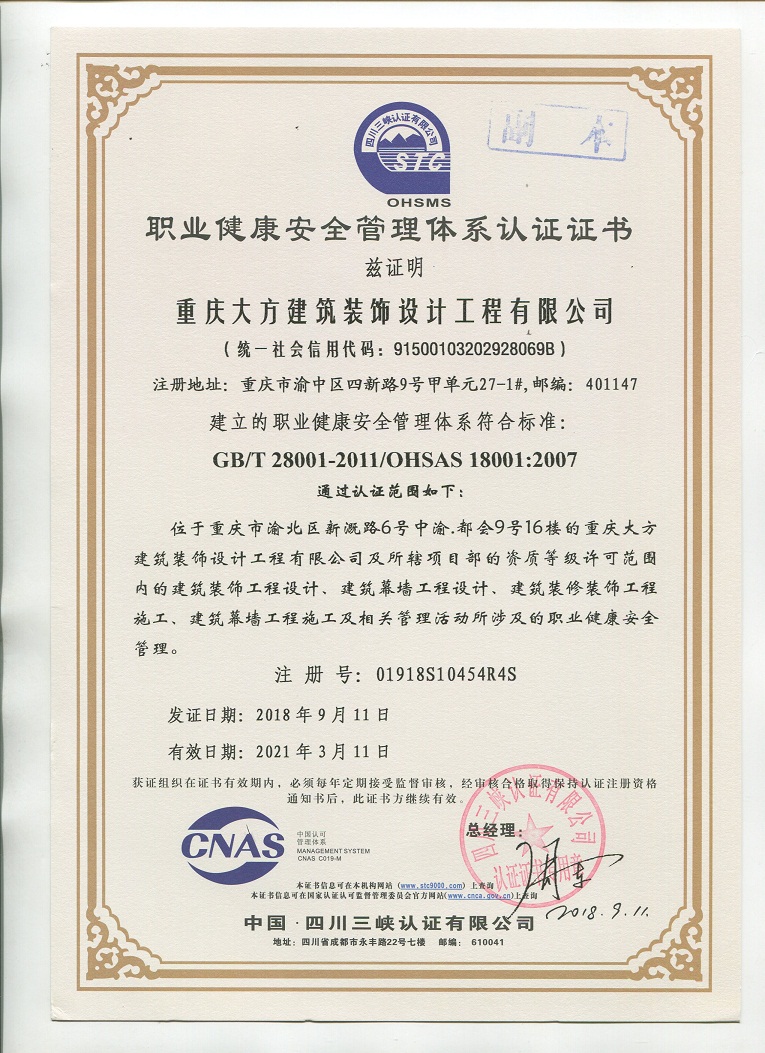 四川三峡认证有限公司
STC
OHSMS
副 本
职业健康安全管理体系认证证书
兹证明
重庆大方建筑装饰设计工程有限公司
(统一社会信用代码:91500103202928069B)
注册地址:重庆市渝中区四新路9号甲单元27-1#,邮编:401147
建立的职业健康安全管理体系符合标准:
GB/T 28001-2011/OHSAS 18001:2007
通过认证范围如下:
位于重庆市渝北区新溉路6号中渝.都会9号16楼的重庆大方
建筑装饰设计工程有限公司及所辖项目部的资质等级许可范围
内的建筑装饰工程设计、建筑幕墙工程设计、建筑装修装饰工程
施工、建筑幕墙工程施工及相关管理活动所涉及的职业健康安全
管理。
注 册 号:01918S10454R4S
发证日期:2018年9月11日
有效日期:2021年3月11日
获证组织在证书有效期内,必须每年定期接受监督审核,经审核合格取得保持认证注册资格
通知书后,此证书方继续有效。
CNAS
中国认可
管理体系
MANAGEMENT SYSTEM
CNAS C019-M
总经理:
四川三峡认证有限公司
认证证书专用章
2018.9.11.
本证书信息可在本机构网站(www.stc9000.com)上查询
本证书信息可在国家认证认可监督管理委员会官方网站(www.cnca.gov.cn)上查询
中国·四川三峡认证有限公司
地址:四川省成都市永丰路22号七楼 邮编:610041